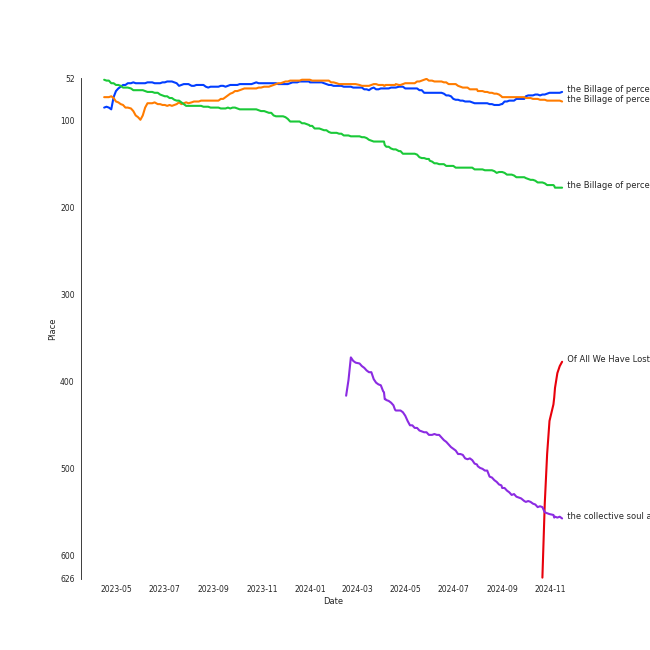 52
the Billage of perce
the Billage of perce
100
the Billage of perce
200
300
Place
Of All We Have Lost
400
500
the collective soul a
600
626
2023-05 2023-07 2023-09 2023-11 2024-01 2024-03 2024-05 2024-07 2024-09 2024-11
Date